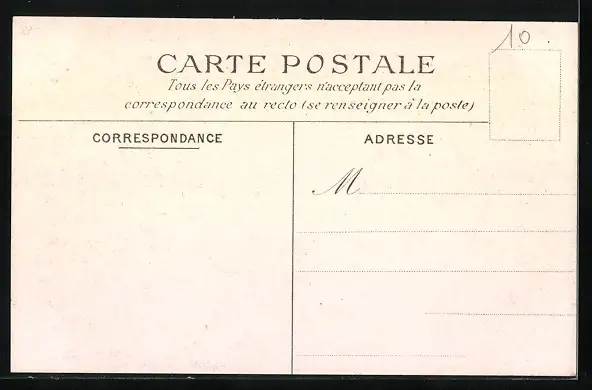 10
CARTE POSTALE
Tous les Pays étrangers n'acceptant pas la
correspondance au recto (se renseigner à la poste)
CORRESPONDANCE
ADRESSE
M